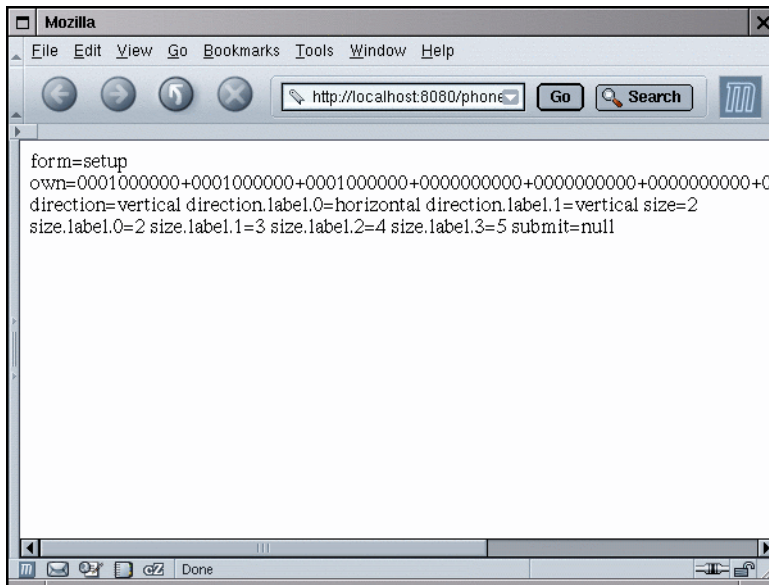 Mozilla
File Edit View Go Bookmarks Tools Window Help
http://localhost:8080/phone Go Search
form=setup
own=0001000000+0001000000+0001000000+0000000000+0000000000+0000000000+0
direction=vertical direction.label.0=horizontal direction.label.1=vertical size=2
size.label.0=2 size.label.1=3 size.label.2=4 size.label.3=5 submit=null
Done